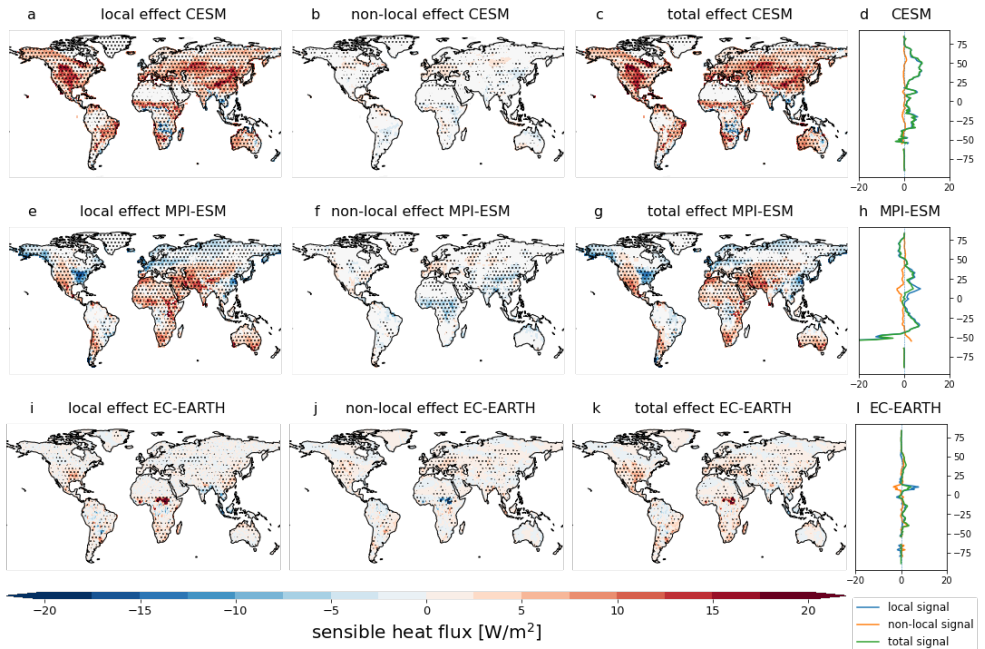 a local effect CESM
b non-local effect CESM
c total effect CESM
d CESM
75
50
25
0
−25
−50
−75
−20 0 20
e local effect MPI-ESM
f non-local effect MPI-ESM
g total effect MPI-ESM
h MPI-ESM
75
50
25
0
−25
−50
−75
−20 0 20
i local effect EC-EARTH
j non-local effect EC-EARTH
k total effect EC-EARTH
l EC-EARTH
75
50
25
0
−25
−50
−75
−20 0 20
−20 −15 −10 −5 0 5 10 15 20
sensible heat flux [W/m²]
local signal
non-local signal
total signal